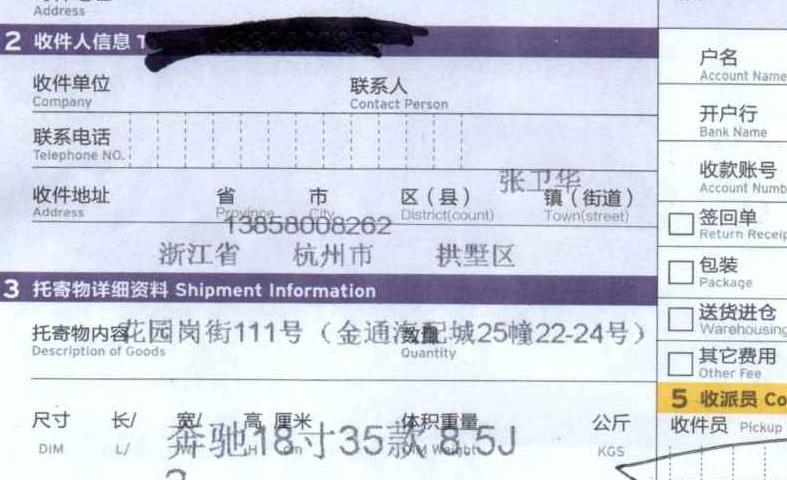 Address
2 收件人信息 T
户名
Account Name
收件单位 联系人
Company Contact Person
开户行
Bank Name
联系电话
Telephone NO.
张卫华
收款账号
Account Numb
收件地址 省 市 区（县） 镇（街道）
Address Province City District(count) Town(street)
13858008262
签回单
Return Receip
浙江省 杭州市 拱墅区
包装
Package
3 托寄物详细资料 Shipment Information
送货进仓
Warehousing
托寄物内容 数量
花园岗街111号（金通海配城25幢22-24号）
Description of Goods Quantity
其它费用
Other Fee
5 收派员 Co
尺寸 长/ 宽/ 高 厘米 体积重量 公斤
收件员 Pickup
奔驰18寸35款 8.5J
DIM L/ H cm DIM Weight KGS